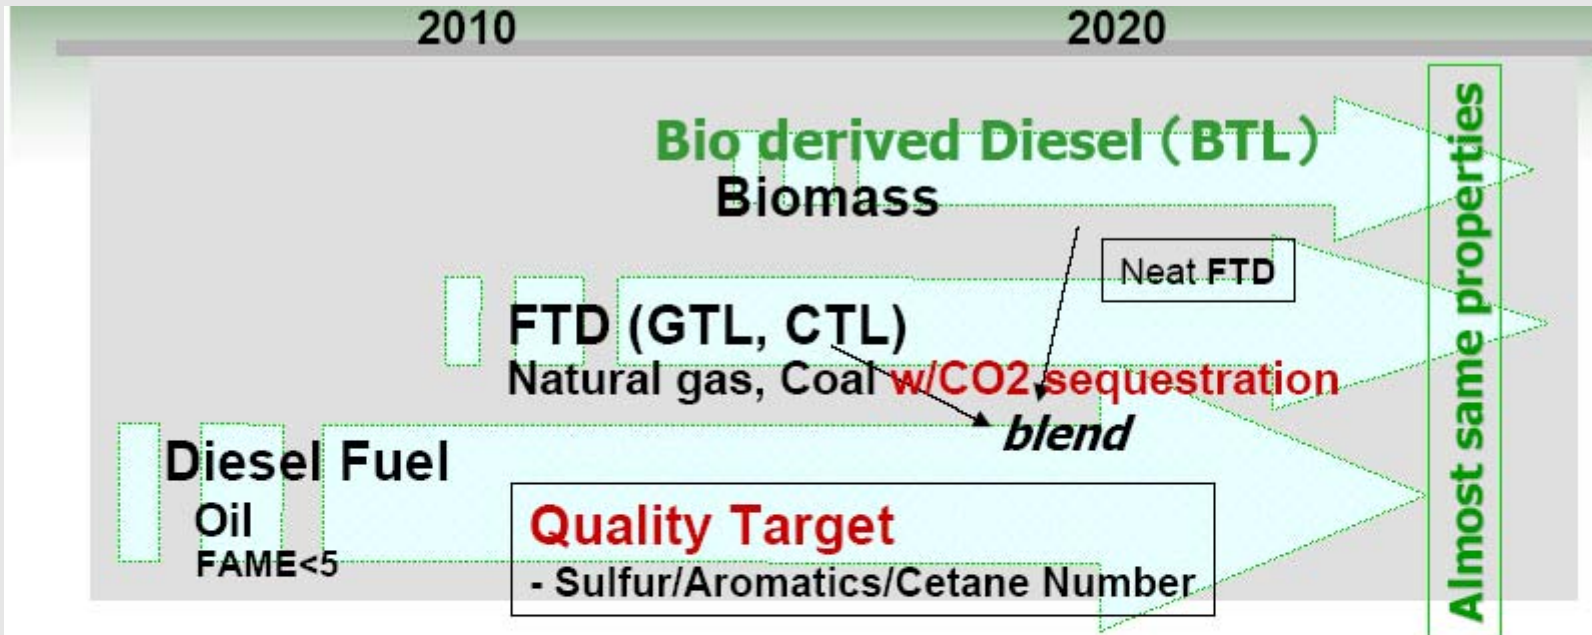 2010
2020
Bio derived Diesel (BTL)
Biomass
Neat FTD
FTD (GTL, CTL)
Natural gas, Coal w/CO2 sequestration
blend
Diesel Fuel
Oil
FAME<5
Quality Target
- Sulfur/Aromatics/Cetane Number
Almost same properties